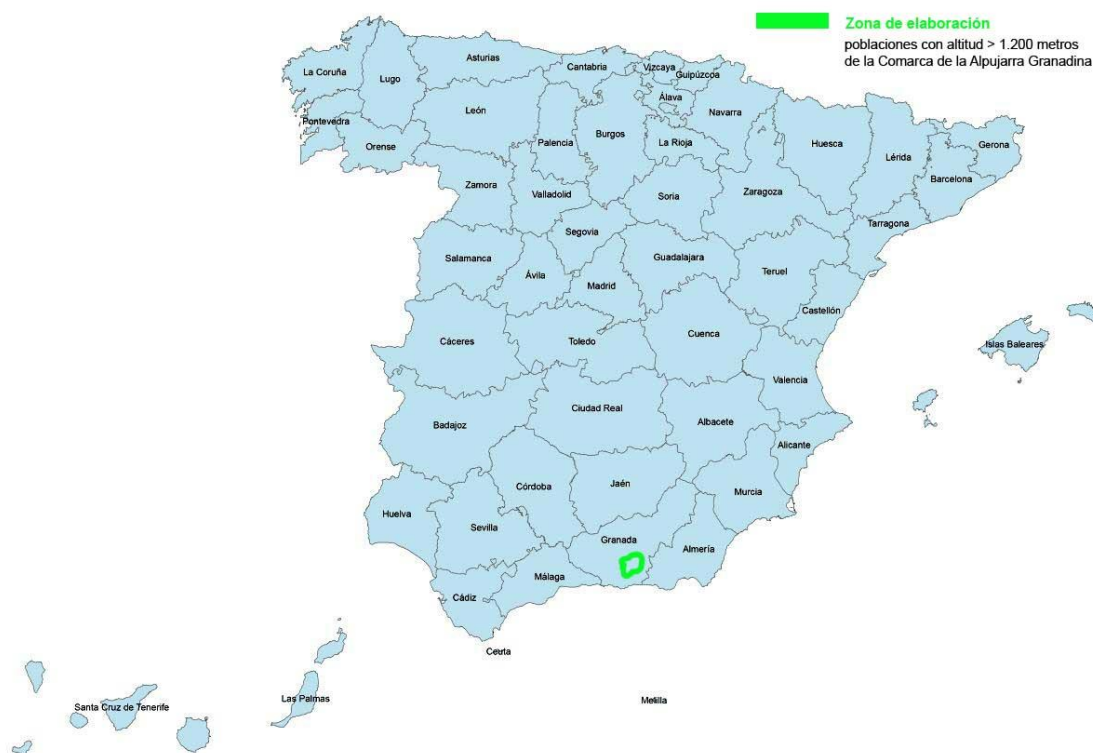 Zona de elaboración
poblaciones con altitud > 1.200 metros
de la Comarca de la Alpujarra Granadina
La Coruña
Lugo
Asturias
Cantabria
Vizcaya
Guipúzcoa
Álava
Navarra
Pontevedra
Orense
León
Palencia
Burgos
La Rioja
Huesca
Lérida
Gerona
Barcelona
Zamora
Valladolid
Soria
Zaragoza
Tarragona
Segovia
Salamanca
Ávila
Madrid
Guadalajara
Teruel
Castellón
Cáceres
Toledo
Cuenca
Valencia
Islas Baleares
Badajoz
Ciudad Real
Albacete
Alicante
Huelva
Sevilla
Córdoba
Jaén
Murcia
Granada
Almería
Málaga
Cádiz
Ceuta
Melilla
Las Palmas
Santa Cruz de Tenerife